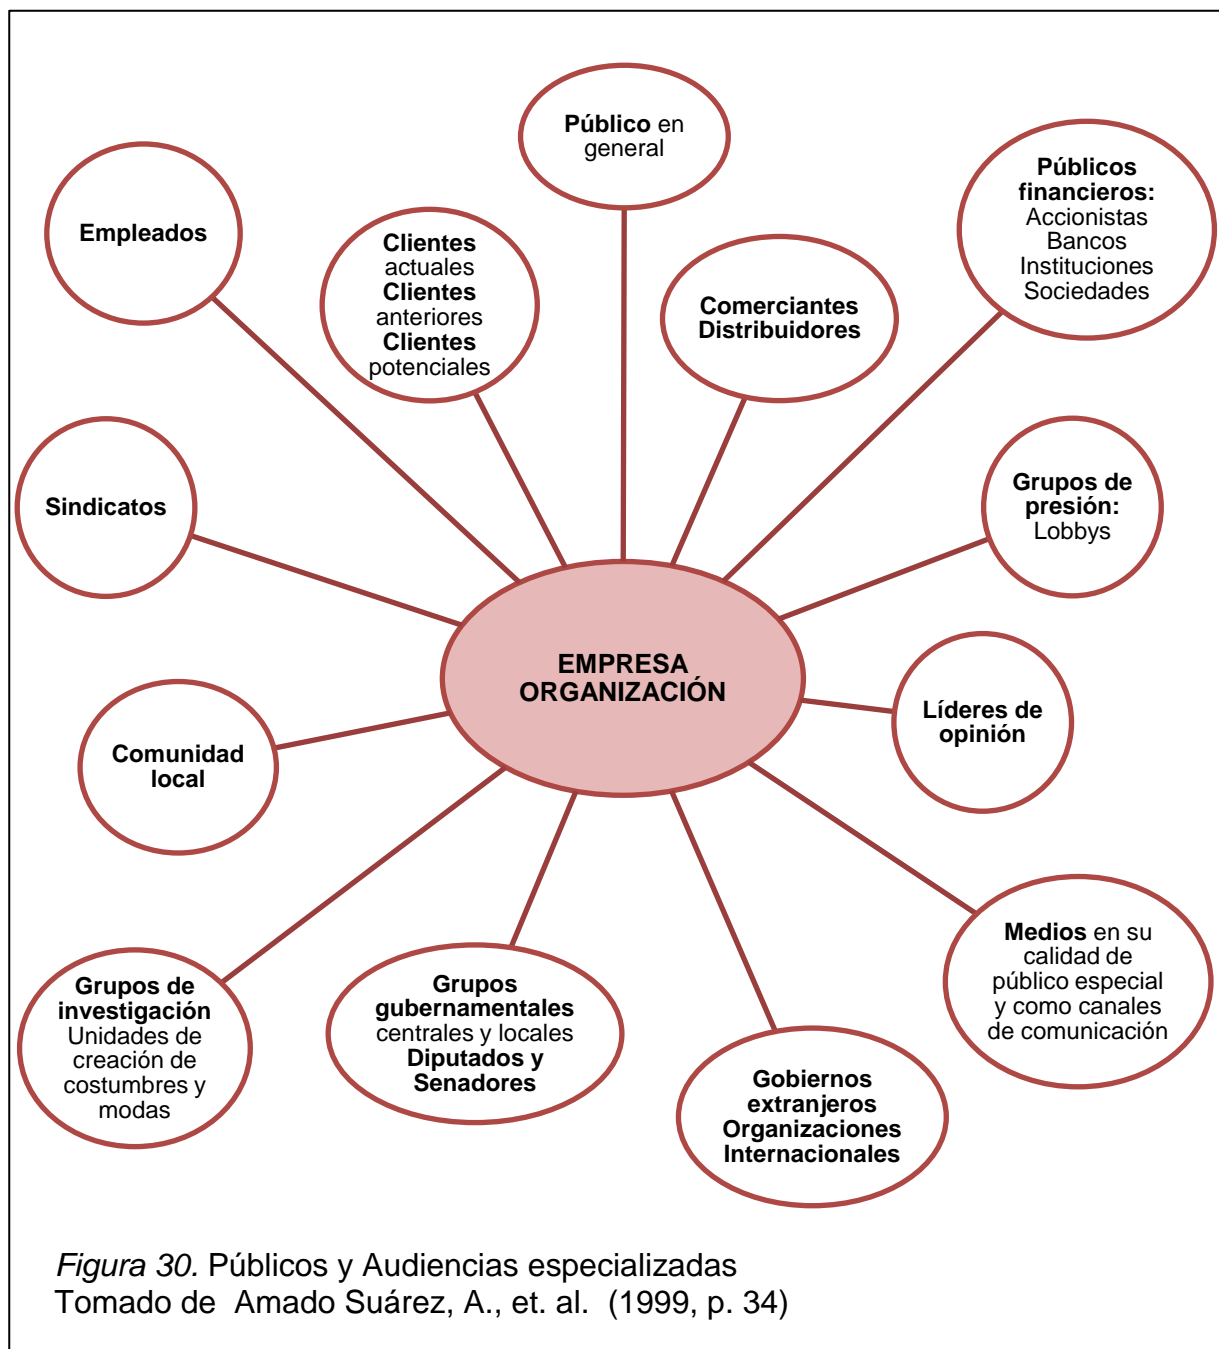 Público en
general
Empleados
Clientes
actuales
Clientes
anteriores
Clientes
potenciales
Comerciantes
Distribuidores
Públicos
financieros:
Accionistas
Bancos
Instituciones
Sociedades
Sindicatos
Grupos de
presión:
Lobbys
EMPRESA
ORGANIZACIÓN
Líderes de
opinión
Comunidad
local
Medios en su
calidad de
público especial
y como canales
de comunicación
Grupos de
investigación
Unidades de
creación de
costumbres y
modas
Grupos
gubernamentales
centrales y locales
Diputados y
Senadores
Gobiernos
extranjeros
Organizaciones
Internacionales
Figura 30. Públicos y Audiencias especializadas
Tomado de  Amado Suárez, A., et. al.  (1999, p. 34)